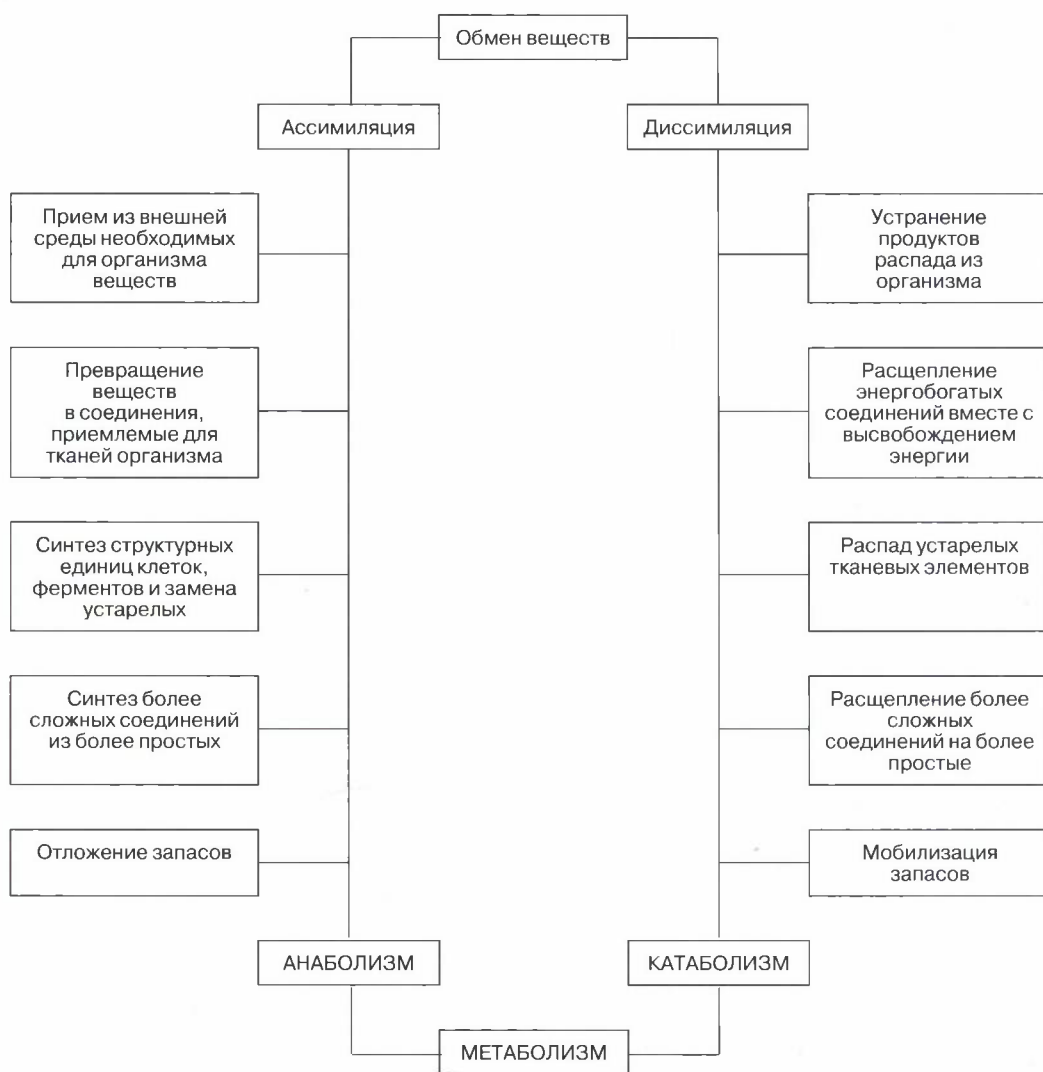 Обмен веществ
Ассимиляция
Диссимиляция
Прием из внешней
среды необходимых
для организма
веществ
Устранение
продуктов
распада из
организма
Превращение
веществ
в соединения,
приемлемые для
тканей организма
Расщепление
энергобогатых
соединений вместе с
высвобождением
энергии
Синтез структурных
единиц клеток,
ферментов и замена
устарелых
Распад устарелых
тканевых элементов
Синтез более
сложных соединений
из более простых
Расщепление более
сложных
соединений на более
простые
Отложение запасов
Мобилизация
запасов
АНАБОЛИЗМ
КАТАБОЛИЗМ
МЕТАБОЛИЗМ